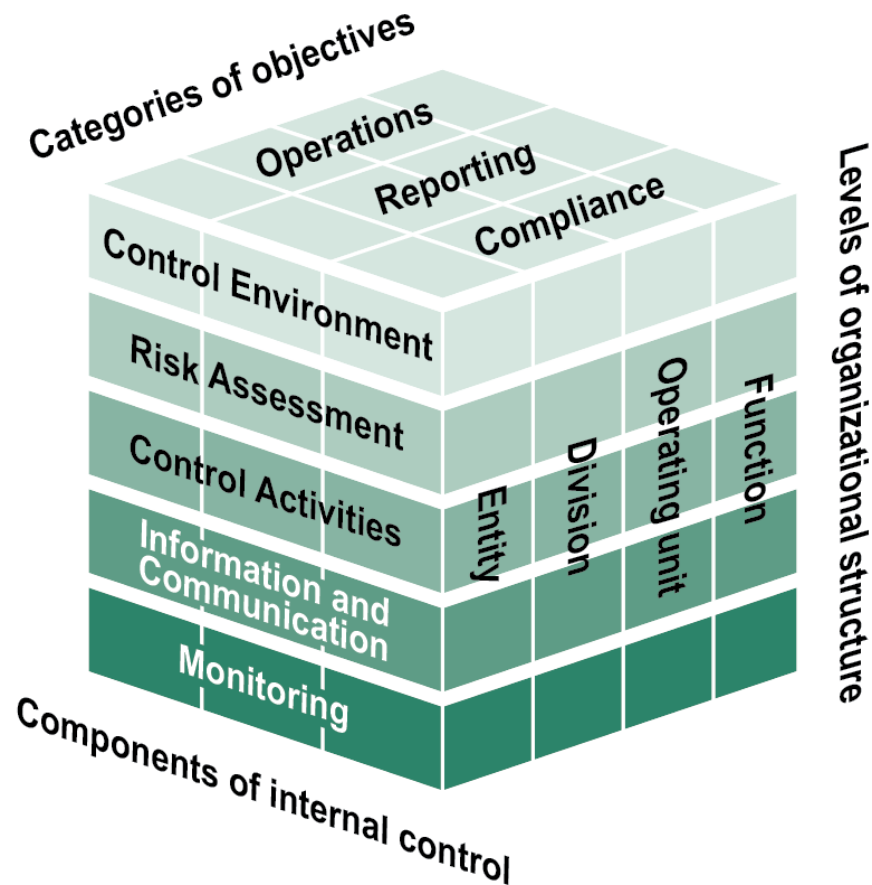 Categories of objectives
Operations
Reporting
Compliance
Control Environment
Risk Assessment
Control Activities
Information and
Communication
Monitoring
Components of internal control
Entity
Division
Operating unit
Function
Levels of organizational structure